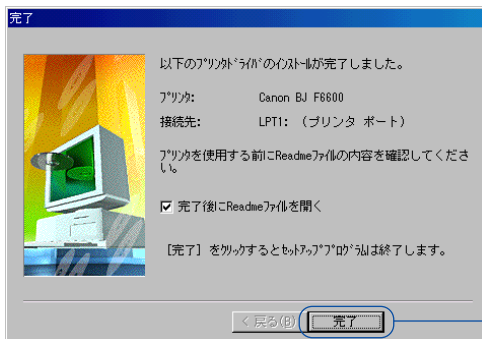 完了
以下のﾌﾟﾘﾝﾀﾄﾞﾗｲﾊﾞのｲﾝｽﾄｰﾙが完了しました。
ﾌﾟﾘﾝﾀ: Canon BJ F6600
接続先: LPT1: (プリンタ ポート)
ﾌﾟﾘﾝﾀを使用する前にReadmeﾌｧｲﾙの内容を確認してくださ
い。
完了後にReadmeﾌｧｲﾙを開く
[完了] をｸﾘｯｸするとｾｯﾄｱｯﾌﾟﾌﾟﾛｸﾞﾗﾑは終了します。
< 戻る(B) 完了